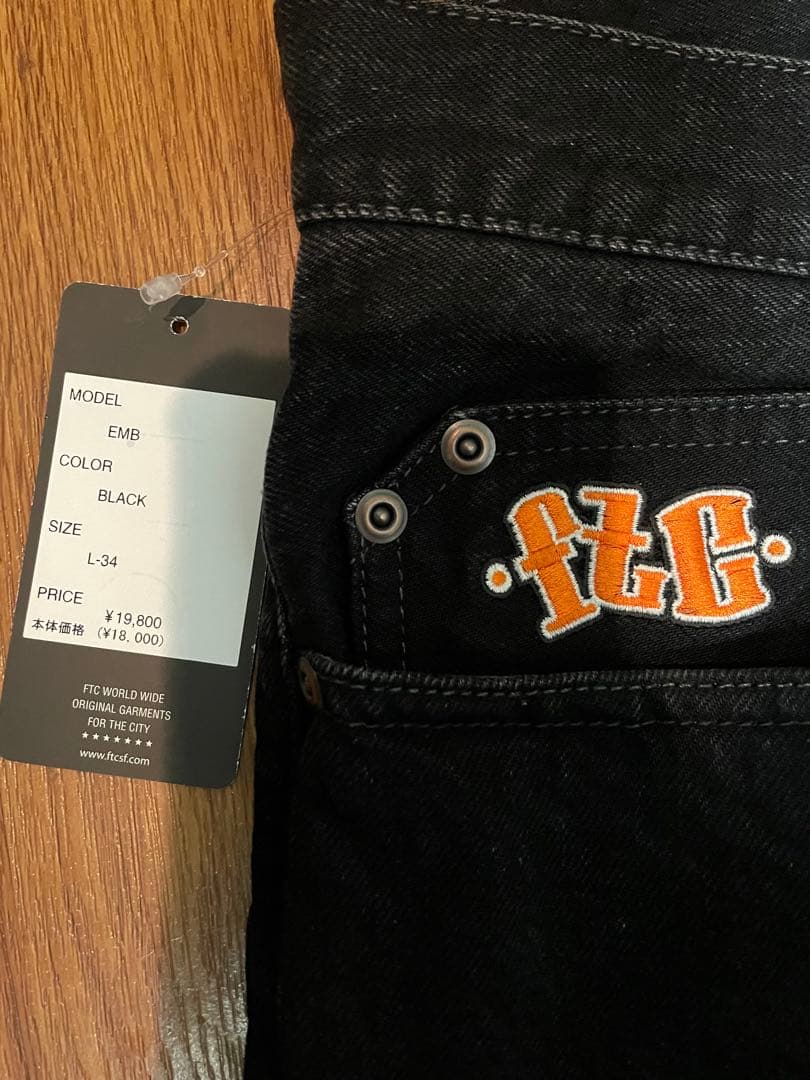 MODEL
EMB
COLOR
BLACK
SIZE
L-34
PRICE
¥19,800
本体価格 (¥18,000)
FTC WORLD WIDE
ORIGINAL GARMENTS
FOR THE CITY
★★★★★★★
www.ftcsf.com
·ftc·